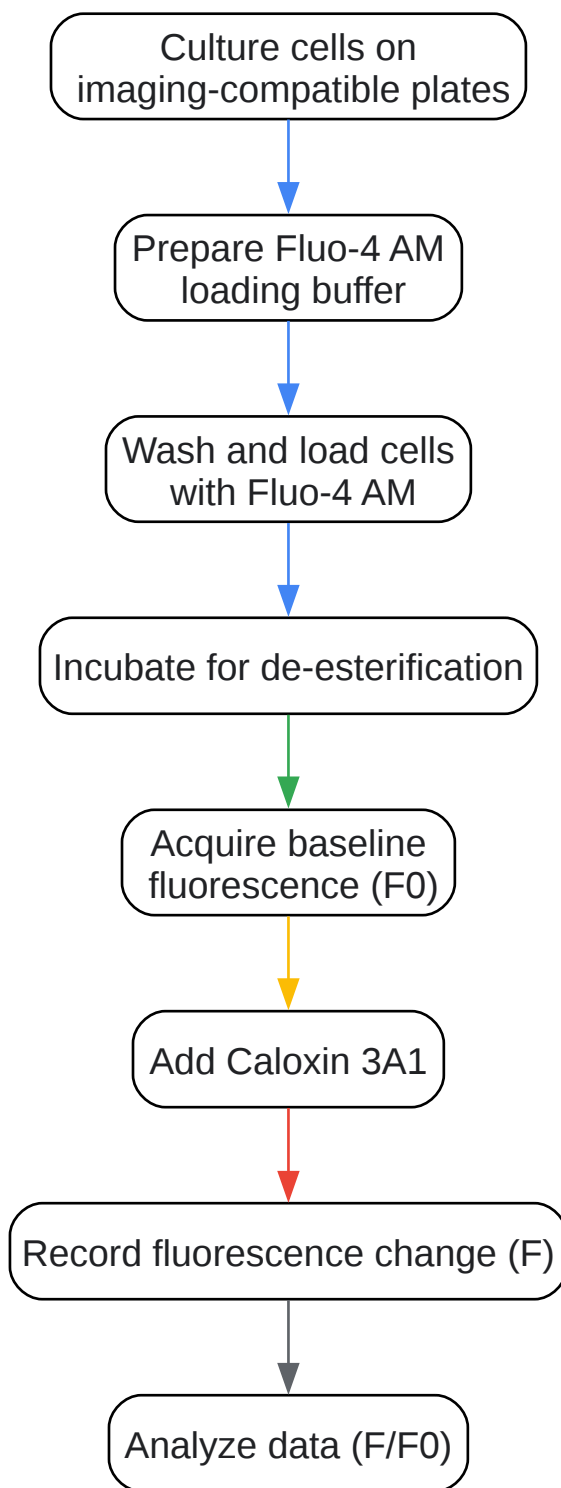 Culture cells on
imaging-compatible plates
Prepare Fluo-4 AM
loading buffer
Wash and load cells
with Fluo-4 AM
Incubate for de-esterification
Acquire baseline
fluorescence (F0)
Add Caloxin 3A1
Record fluorescence change (F)
Analyze data (F/F0)